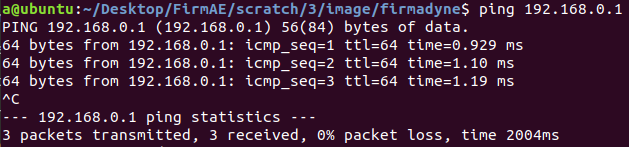 a@ubuntu:~/Desktop/FirmAE/scratch/3/image/firmadyne$ ping 192.168.0.1
PING 192.168.0.1 (192.168.0.1) 56(84) bytes of data.
64 bytes from 192.168.0.1: icmp_seq=1 ttl=64 time=0.929 ms
64 bytes from 192.168.0.1: icmp_seq=2 ttl=64 time=1.10 ms
64 bytes from 192.168.0.1: icmp_seq=3 ttl=64 time=1.19 ms
^C
--- 192.168.0.1 ping statistics ---
3 packets transmitted, 3 received, 0% packet loss, time 2004ms